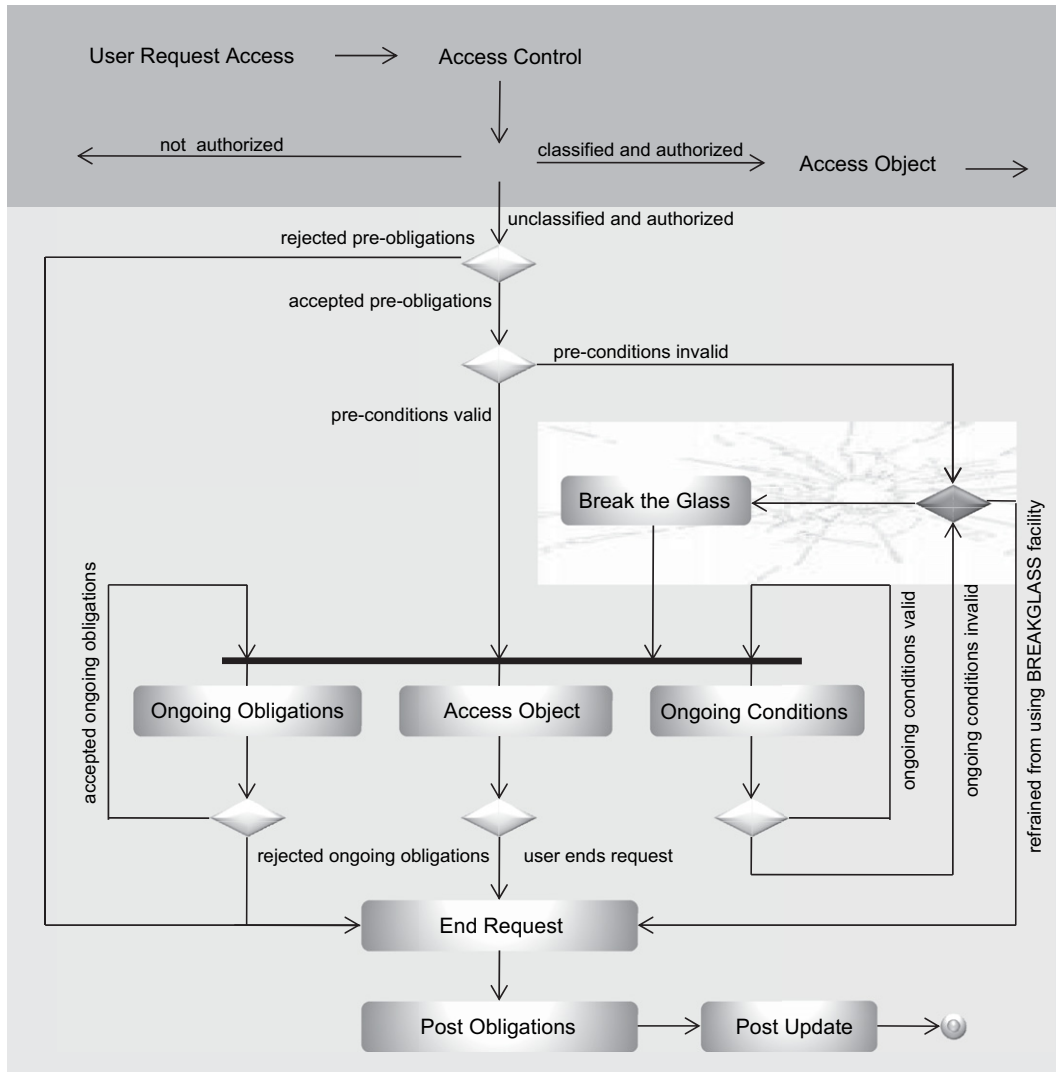 User Request Access
Access Control
not authorized
classified and authorized
Access Object
unclassified and authorized
rejected pre-obligations
accepted pre-obligations
pre-conditions invalid
pre-conditions valid
Break the Glass
accepted ongoing obligations
ongoing conditions valid
ongoing conditions invalid
refrained from using BREAKGLASS facility
Ongoing Obligations
Access Object
Ongoing Conditions
rejected ongoing obligations
user ends request
End Request
Post Obligations
Post Update